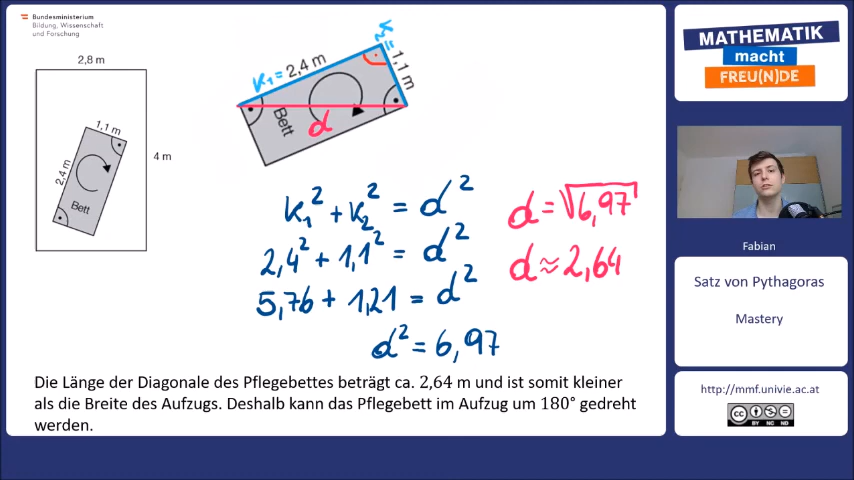 Bundesministerium
Bildung, Wissenschaft
und Forschung
2,8 m
4 m
1,1 m
2,4 m
Bett
K₁ = 2,4 m
K₂ = 1,1 m
Bett
d
K₁² + K₂² = d²
2,4² + 1,1² = d²
5,76 + 1,21 = d²
d² = 6,97
d = √6,97
d ≈ 2,64
Die Länge der Diagonale des Pflegebettes beträgt ca. 2,64 m und ist somit kleiner
als die Breite des Aufzugs. Deshalb kann das Pflegebett im Aufzug um 180° gedreht
werden.
MATHEMATIK
macht
FREU(N)DE
Fabian
Satz von Pythagoras
Mastery
http://mmf.univie.ac.at
cc
BY NC ND